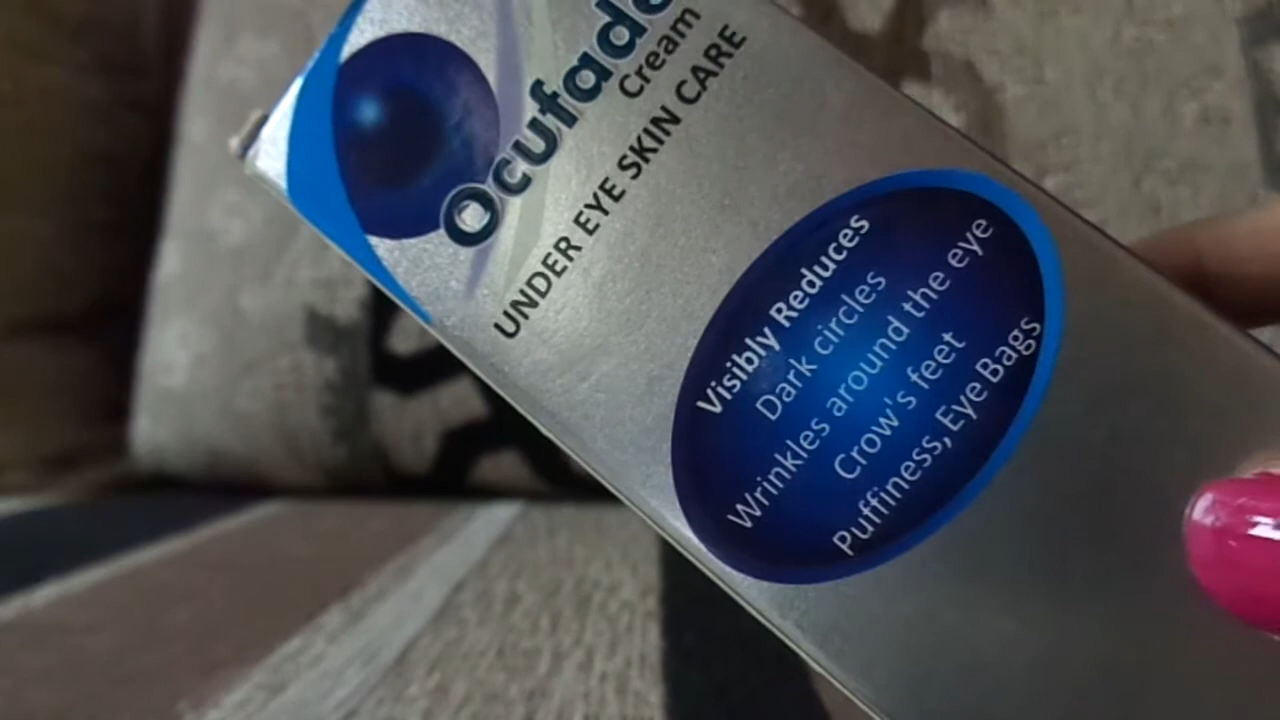 Cream
UNDER EYE SKIN CARE
Visibly Reduces
Dark circles
Wrinkles around the eye
Crow's feet
Puffiness, Eye Bags